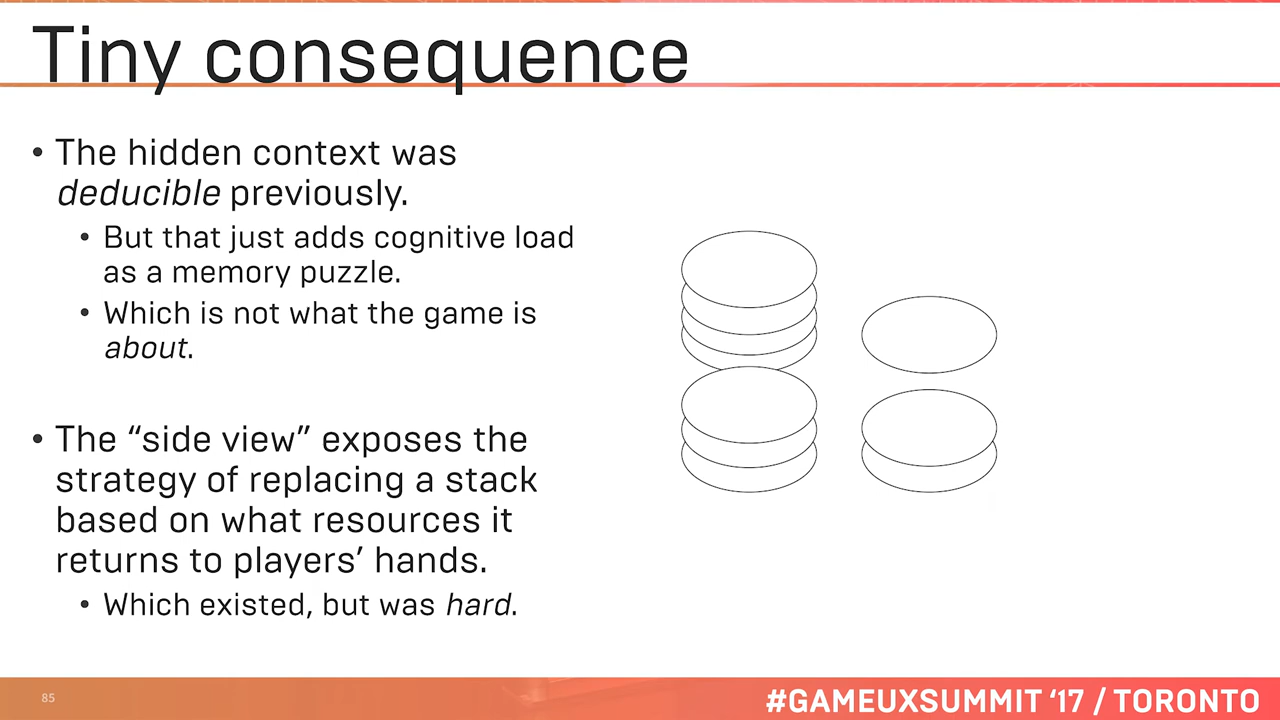 Tiny consequence
• The hidden context was
deducible previously.
• But that just adds cognitive load
as a memory puzzle.
• Which is not what the game is
about.
• The “side view” exposes the
strategy of replacing a stack
based on what resources it
returns to players’ hands.
• Which existed, but was hard.
85
#GAMEUXSUMMIT ‘17 / TORONTO